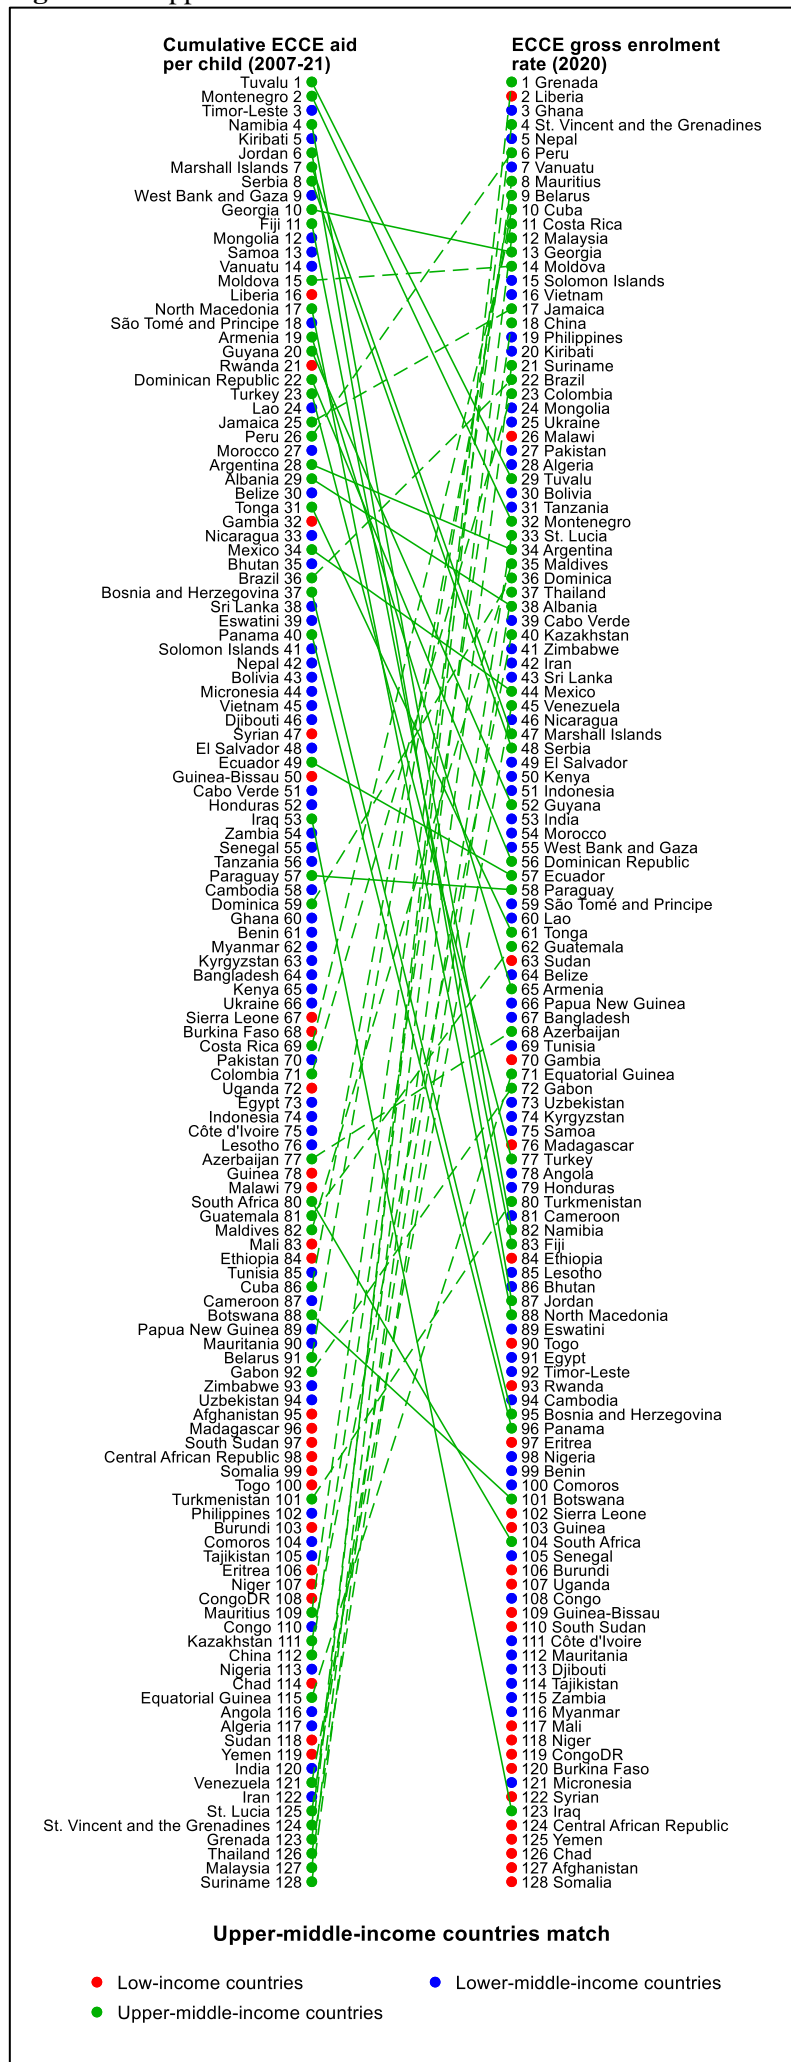 Cumulative ECCE aid
per child (2007-21)
Tuvalu 1
Montenegro 2
Timor-Leste 3
Namibia 4
Kiribati 5
Jordan 6
Marshall Islands 7
Serbia 8
West Bank and Gaza 9
Georgia 10
Fiji 11
Mongolia 12
Samoa 13
Vanuatu 14
Moldova 15
Liberia 16
North Macedonia 17
São Tomé and Principe 18
Armenia 19
Guyana 20
Rwanda 21
Dominican Republic 22
Turkey 23
Lao 24
Jamaica 25
Peru 26
Morocco 27
Argentina 28
Albania 29
Belize 30
Tonga 31
Gambia 32
Nicaragua 33
Mexico 34
Bhutan 35
Brazil 36
Bosnia and Herzegovina 37
Sri Lanka 38
Eswatini 39
Panama 40
Solomon Islands 41
Nepal 42
Bolivia 43
Micronesia 44
Vietnam 45
Djibouti 46
Syrian 47
El Salvador 48
Ecuador 49
Guinea-Bissau 50
Cabo Verde 51
Honduras 52
Iraq 53
Zambia 54
Senegal 55
Tanzania 56
Paraguay 57
Cambodia 58
Dominica 59
Ghana 60
Benin 61
Myanmar 62
Kyrgyzstan 63
Bangladesh 64
Kenya 65
Ukraine 66
Sierra Leone 67
Burkina Faso 68
Costa Rica 69
Pakistan 70
Colombia 71
Uganda 72
Egypt 73
Indonesia 74
Côte d'Ivoire 75
Lesotho 76
Azerbaijan 77
Guinea 78
Malawi 79
South Africa 80
Guatemala 81
Maldives 82
Mali 83
Ethiopia 84
Tunisia 85
Cuba 86
Cameroon 87
Botswana 88
Papua New Guinea 89
Mauritania 90
Belarus 91
Gabon 92
Zimbabwe 93
Uzbekistan 94
Afghanistan 95
Madagascar 96
South Sudan 97
Central African Republic 98
Somalia 99
Togo 100
Turkmenistan 101
Philippines 102
Burundi 103
Comoros 104
Tajikistan 105
Eritrea 106
Niger 107
CongoDR 108
Mauritius 109
Congo 110
Kazakhstan 111
China 112
Nigeria 113
Chad 114
Equatorial Guinea 115
Angola 116
Algeria 117
Sudan 118
Yemen 119
India 120
Venezuela 121
Iran 122
St. Lucia 125
St. Vincent and the Grenadines 124
Grenada 123
Thailand 126
Malaysia 127
Suriname 128
ECCE gross enrolment
rate (2020)
1 Grenada
2 Liberia
3 Ghana
4 St. Vincent and the Grenadines
5 Nepal
6 Peru
7 Vanuatu
8 Mauritius
9 Belarus
10 Cuba
11 Costa Rica
12 Malaysia
13 Georgia
14 Moldova
15 Solomon Islands
16 Vietnam
17 Jamaica
18 China
19 Philippines
20 Kiribati
21 Suriname
22 Brazil
23 Colombia
24 Mongolia
25 Ukraine
26 Malawi
27 Pakistan
28 Algeria
29 Tuvalu
30 Bolivia
31 Tanzania
32 Montenegro
33 St. Lucia
34 Argentina
35 Maldives
36 Dominica
37 Thailand
38 Albania
39 Cabo Verde
40 Kazakhstan
41 Zimbabwe
42 Iran
43 Sri Lanka
44 Mexico
45 Venezuela
46 Nicaragua
47 Marshall Islands
48 Serbia
49 El Salvador
50 Kenya
51 Indonesia
52 Guyana
53 India
54 Morocco
55 West Bank and Gaza
56 Dominican Republic
57 Ecuador
58 Paraguay
59 São Tomé and Principe
60 Lao
61 Tonga
62 Guatemala
63 Sudan
64 Belize
65 Armenia
66 Papua New Guinea
67 Bangladesh
68 Azerbaijan
69 Tunisia
70 Gambia
71 Equatorial Guinea
72 Gabon
73 Uzbekistan
74 Kyrgyzstan
75 Samoa
76 Madagascar
77 Turkey
78 Angola
79 Honduras
80 Turkmenistan
81 Cameroon
82 Namibia
83 Fiji
84 Ethiopia
85 Lesotho
86 Bhutan
87 Jordan
88 North Macedonia
89 Eswatini
90 Togo
91 Egypt
92 Timor-Leste
93 Rwanda
94 Cambodia
95 Bosnia and Herzegovina
96 Panama
97 Eritrea
98 Nigeria
99 Benin
100 Comoros
101 Botswana
102 Sierra Leone
103 Guinea
104 South Africa
105 Senegal
106 Burundi
107 Uganda
108 Congo
109 Guinea-Bissau
110 South Sudan
111 Côte d'Ivoire
112 Mauritania
113 Djibouti
114 Tajikistan
115 Zambia
116 Myanmar
117 Mali
118 Niger
119 CongoDR
120 Burkina Faso
121 Micronesia
122 Syrian
123 Iraq
124 Central African Republic
125 Yemen
126 Chad
127 Afghanistan
128 Somalia
Upper-middle-income countries match
Low-income countries
Lower-middle-income countries
Upper-middle-income countries